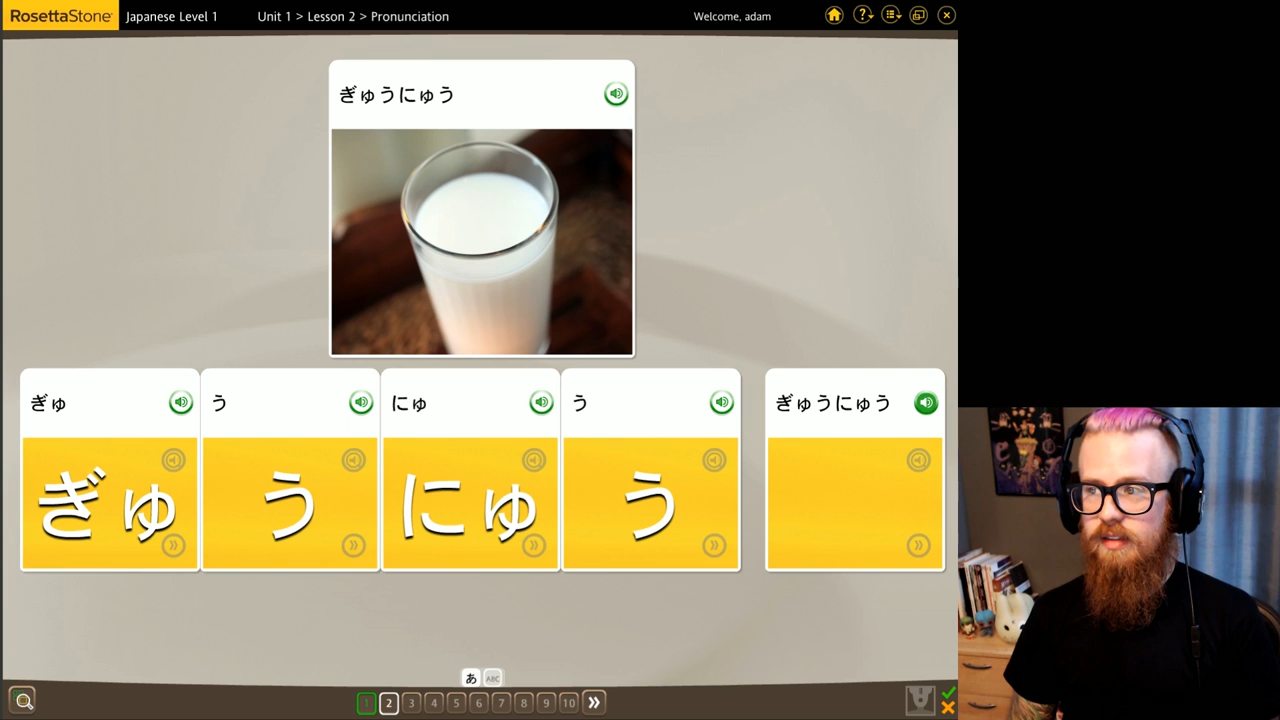 RosettaStone
Japanese Level 1
Unit 1 > Lesson 2 > Pronunciation
Welcome, adam
ぎゅうにゅう
ぎゅ
う
にゅ
う
ぎゅうにゅう
ぎゅ
う
にゅ
う
あ ABC
1 2 3 4 5 6 7 8 9 10